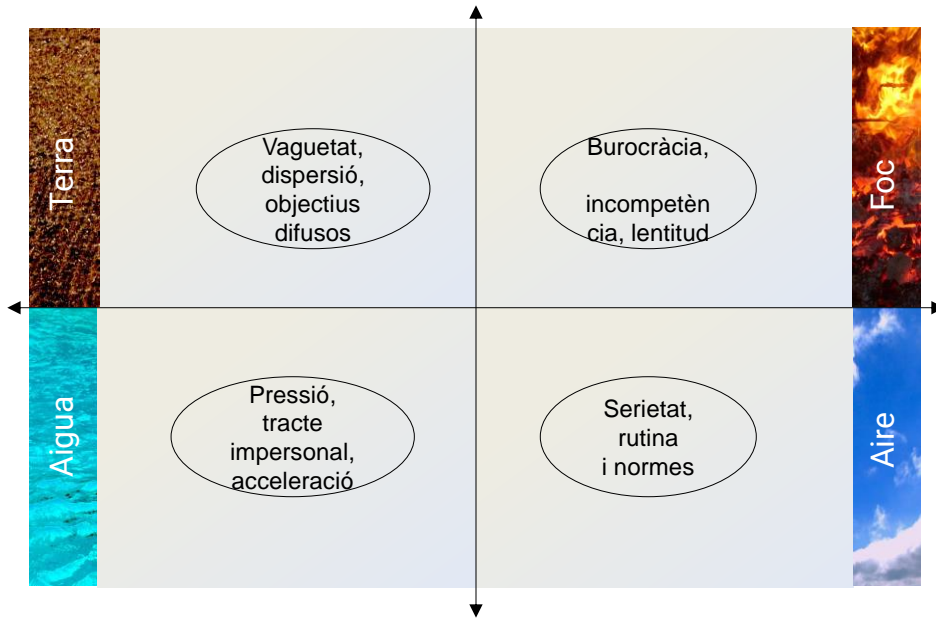 Terra
Vaguetat,
dispersió,
objectius
difusos
Burocràcia,
incompetèn
cia, lentitud
Foc
Aigua
Pressió,
tracte
impersonal,
acceleració
Serietat,
rutina
i normes
Aire